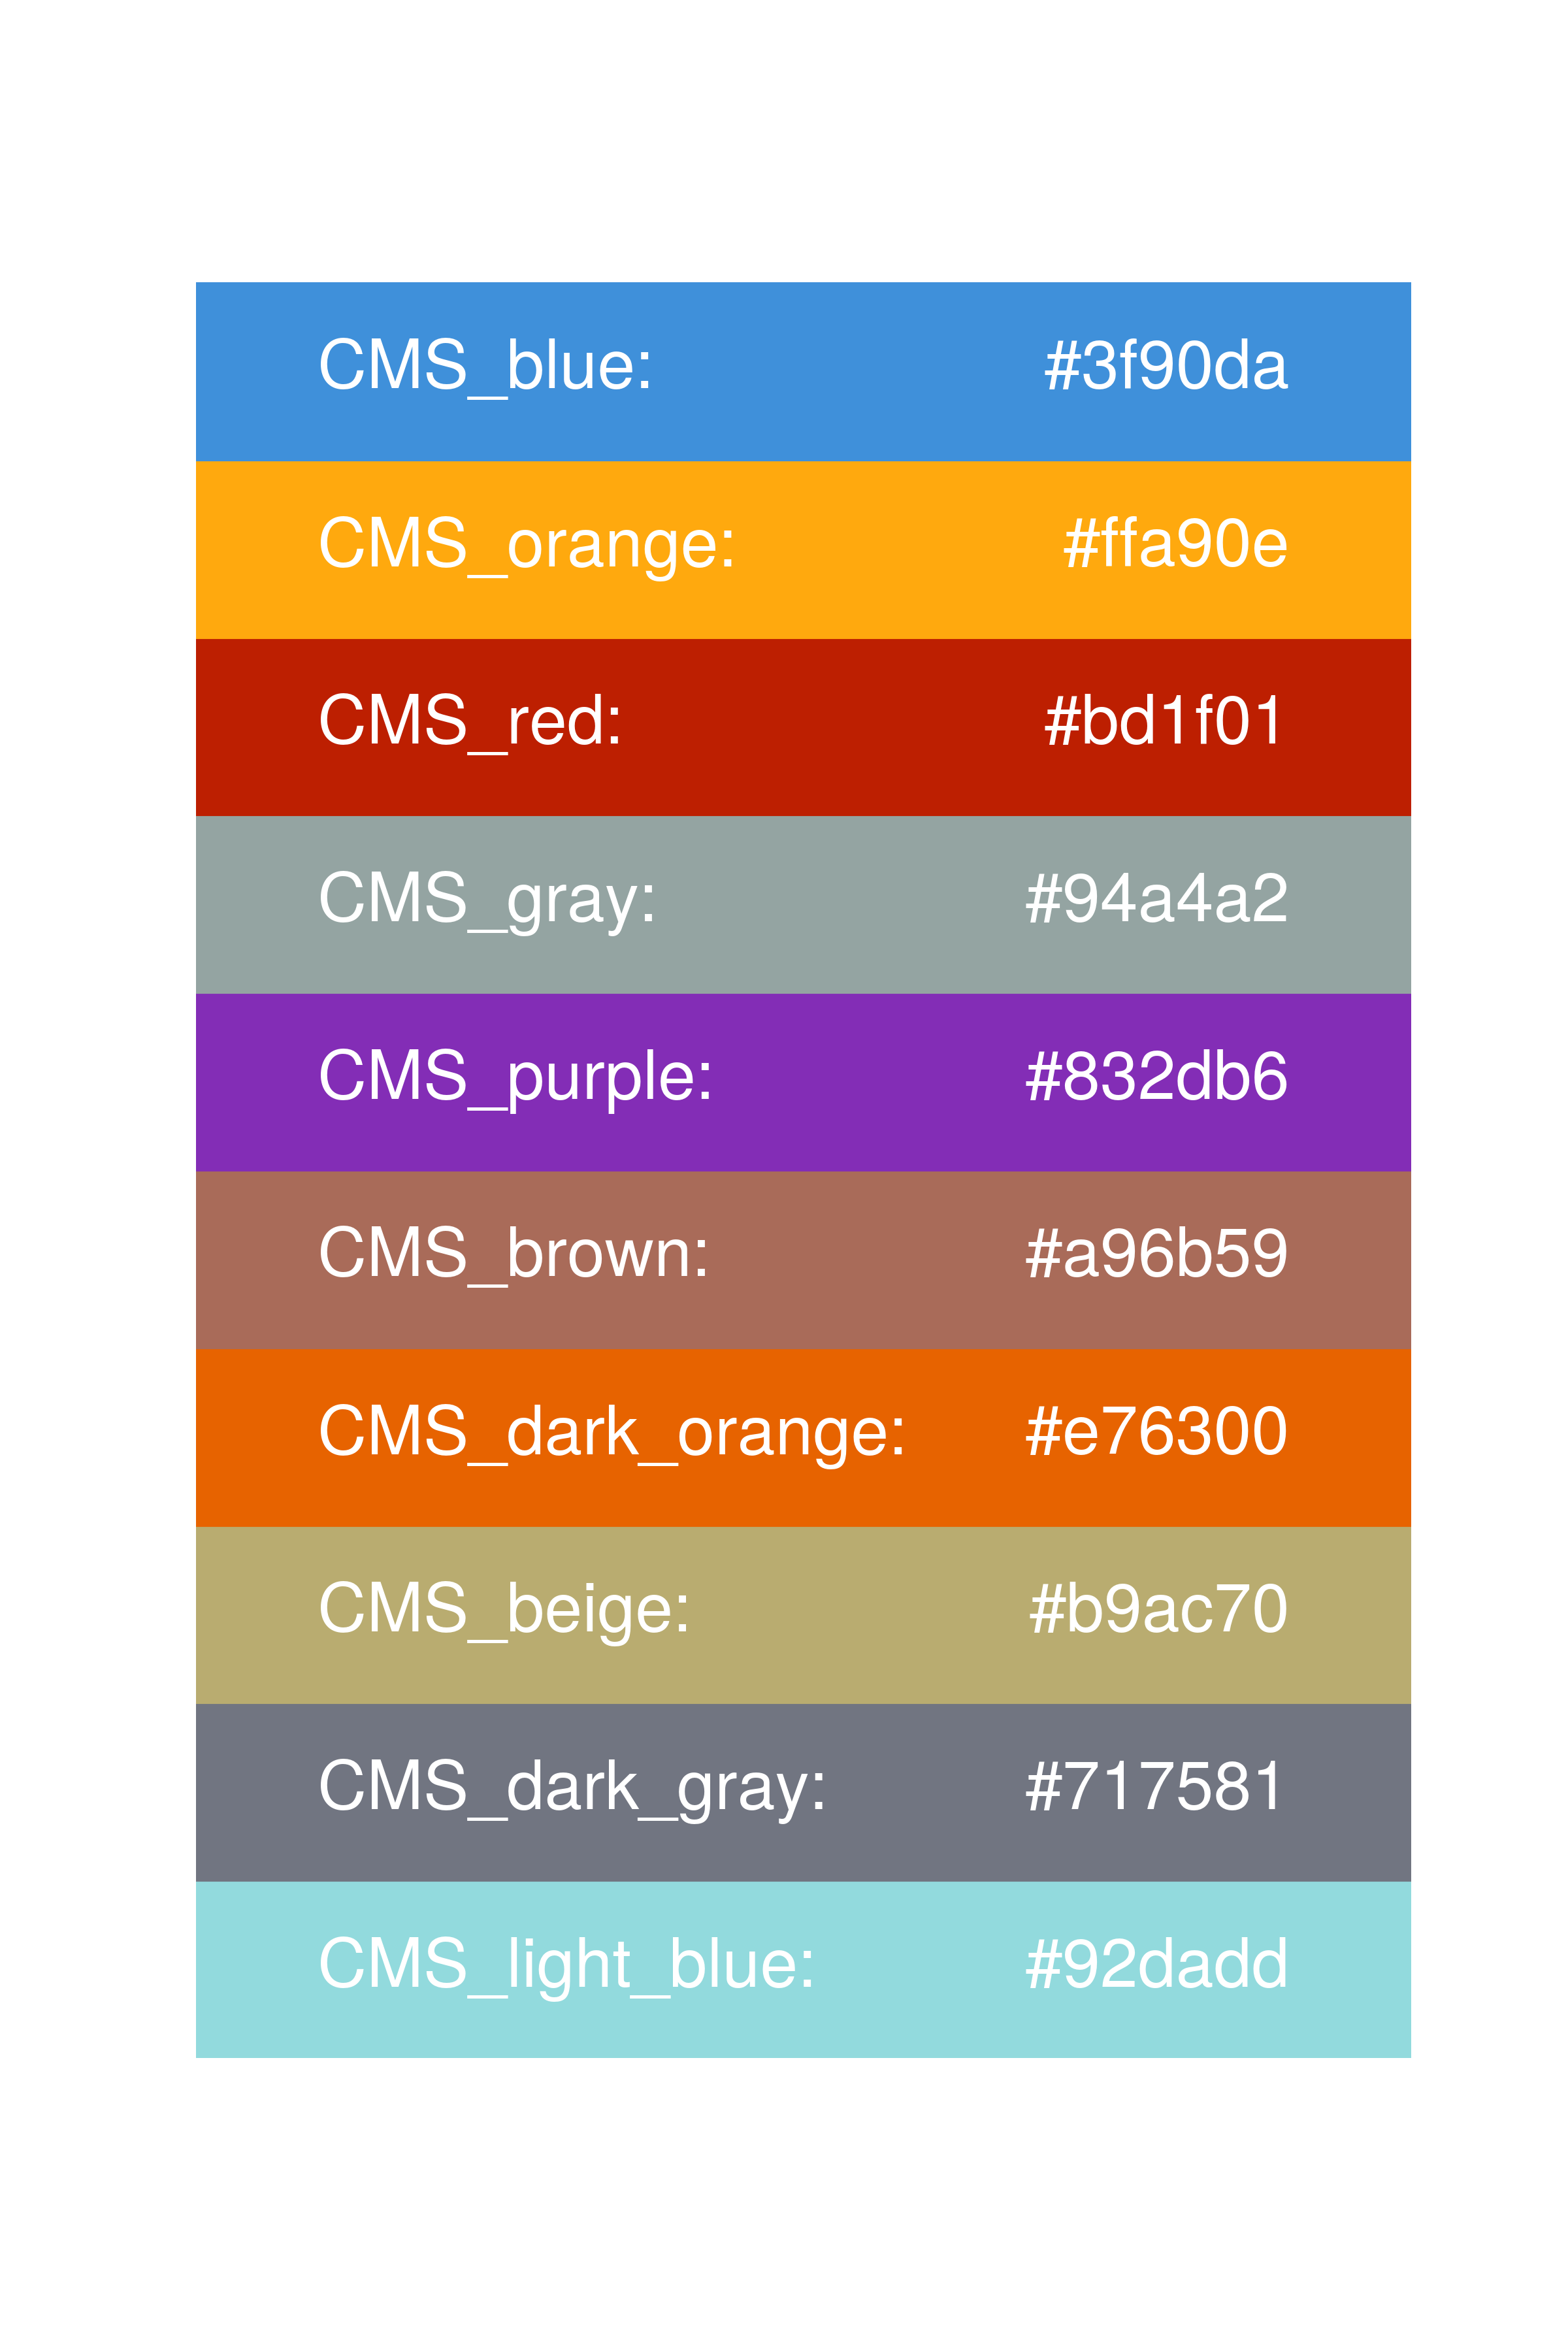 CMS_blue: #3f90da
CMS_orange: #ffa90e
CMS_red: #bd1f01
CMS_gray: #94a4a2
CMS_purple: #832db6
CMS_brown: #a96b59
CMS_dark_orange: #e76300
CMS_beige: #b9ac70
CMS_dark_gray: #717581
CMS_light_blue: #92dadd